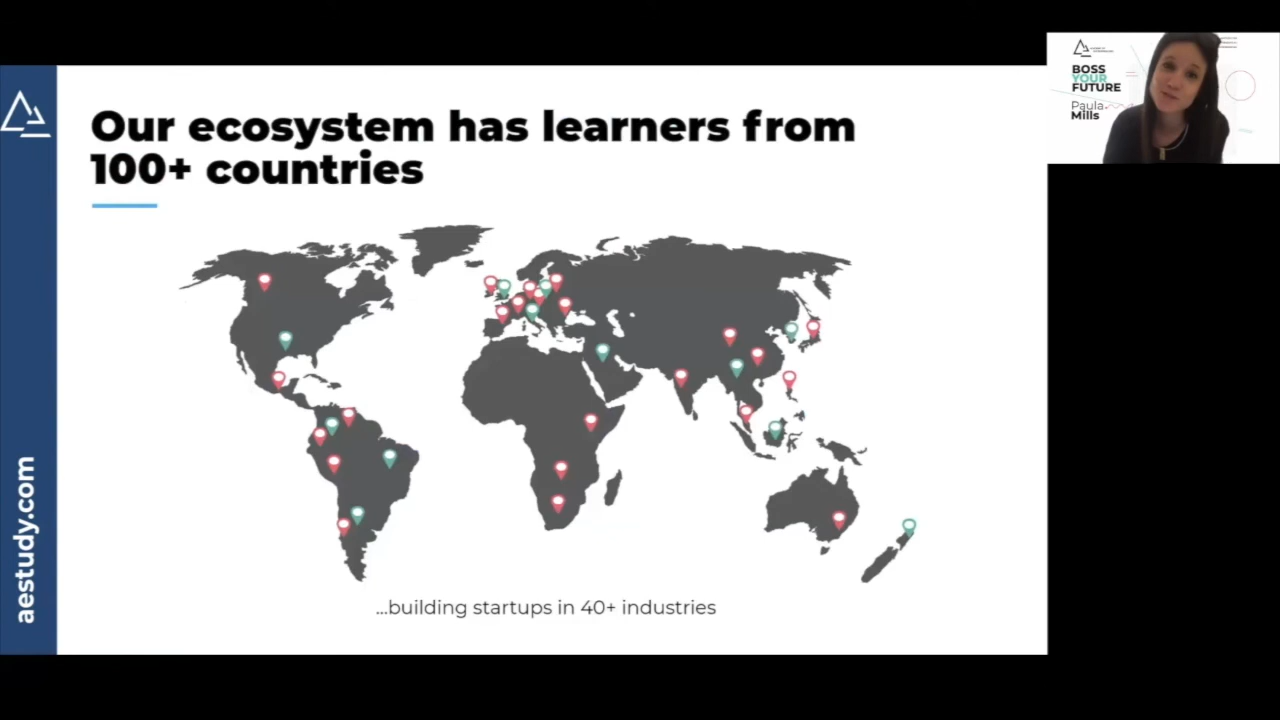 Our ecosystem has learners from
100+ countries
...building startups in 40+ industries
aestudy.com
BOSS
YOUR
FUTURE
Paula
Mills